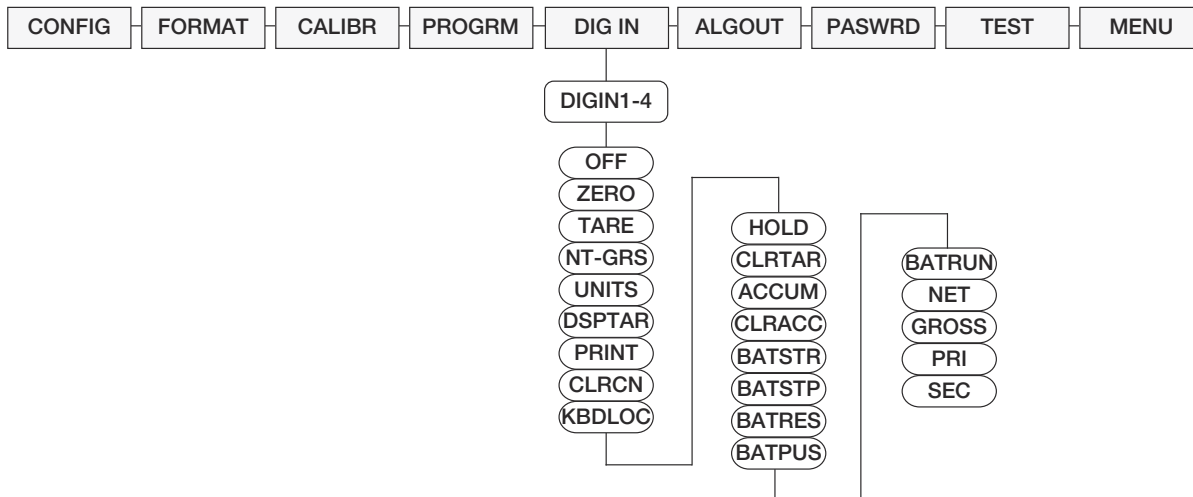 CONFIG FORMAT CALIBR PROGRM DIG IN ALGOUT PASWRD TEST MENU
DIGIN1-4
OFF
ZERO
TARE
NT-GRS
UNITS
DSPTAR
PRINT
CLRCN
KBDLOC
HOLD
CLRTAR
ACCUM
CLRACC
BATSTR
BATSTP
BATRES
BATPUS
BATRUN
NET
GROSS
PRI
SEC